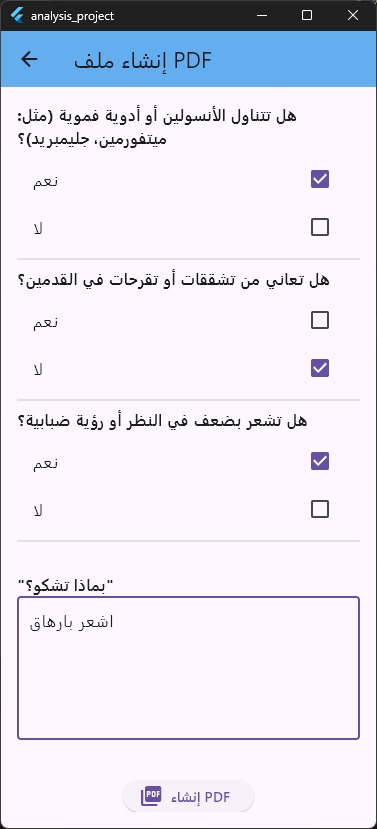 analysis_project
إنشاء ملف PDF
هل تتناول الأنسولين أو أدوية فموية (مثل:
ميتفورمين، جليمبريد)؟
نعم
لا
هل تعاني من تشققات أو تقرحات في القدمين؟
نعم
لا
هل تشعر بضعف في النظر أو رؤية ضبابية؟
نعم
لا
"بماذا تشكو؟"
اشعر بارهاق
PDF إنشاء PDF